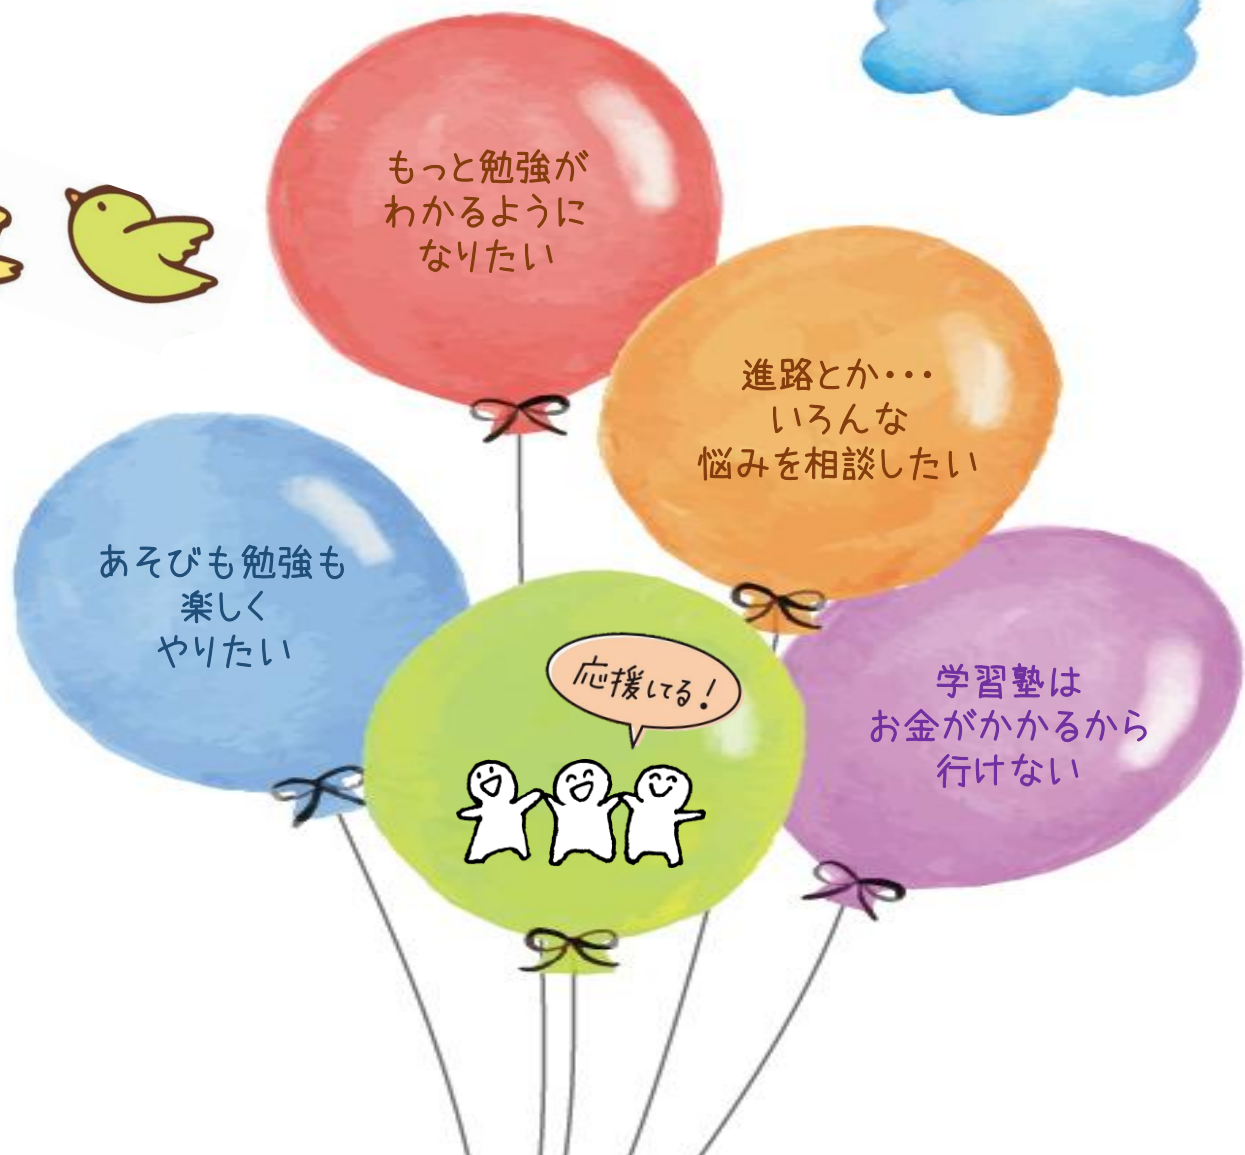 もっと勉強が
わかるように
なりたい
進路とか・・・
いろんな
悩みを相談したい
あそびも勉強も
楽しく
やりたい
応援してる！
学習塾は
お金がかかるから
行けない